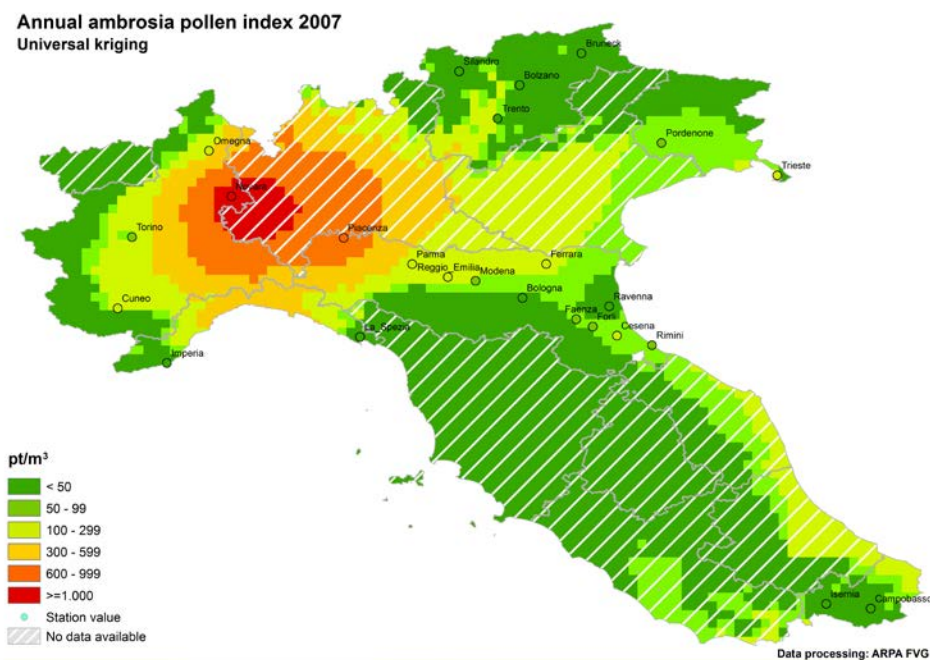 Annual ambrosia pollen index 2007
Universal kriging
Bruneck
Silandro
Bolzano
Trento
Pordenone
Omegna
Trieste
Novara
Torino
Piacenza
Parma
Ferrara
Reggio_Emilia
Modena
Bologna
Ravenna
Cuneo
Faenza
Forlì
Cesena
La_Spezia
Rimini
Imperia
pt/m³
< 50
50 - 99
100 - 299
300 - 599
600 - 999
>=1.000
Station value
No data available
Isernia
Campobasso
Data processing: ARPA FVG